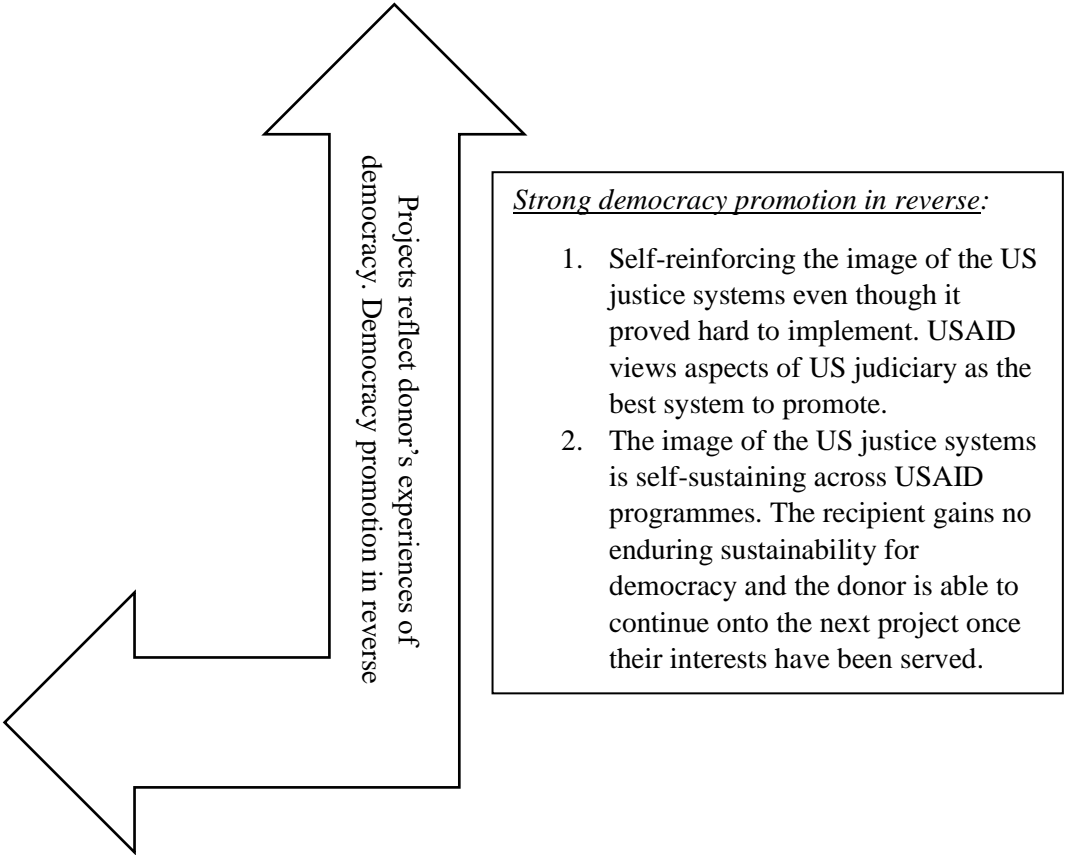 Projects reflect donor's experiences of
democracy. Democracy promotion in reverse
Strong democracy promotion in reverse:
1. Self-reinforcing the image of the US
justice systems even though it
proved hard to implement. USAID
views aspects of US judiciary as the
best system to promote.
2. The image of the US justice systems
is self-sustaining across USAID
programmes. The recipient gains no
enduring sustainability for
democracy and the donor is able to
continue onto the next project once
their interests have been served.